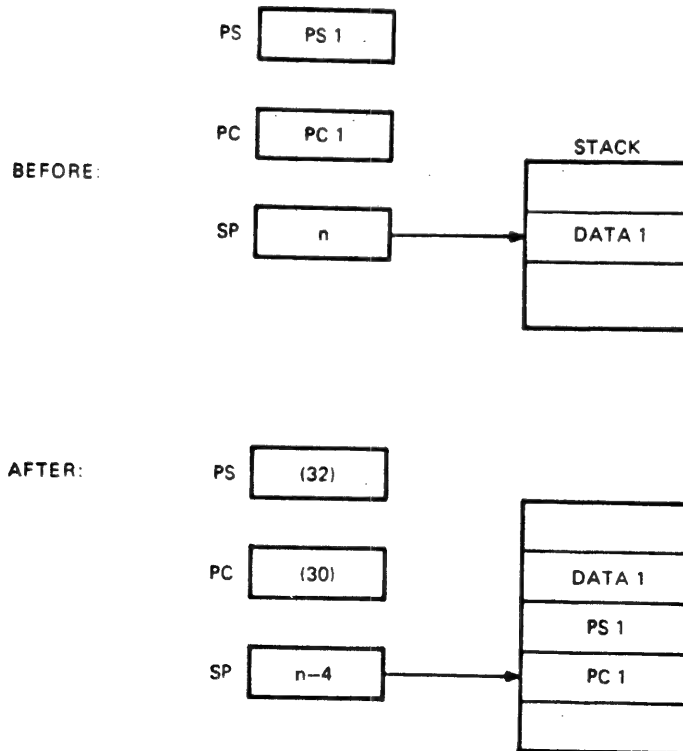 PS PS 1
PC PC 1
STACK
BEFORE:
SP n DATA 1
AFTER:
PS (32)
PC (30)
DATA 1
PS 1
SP n-4 PC 1